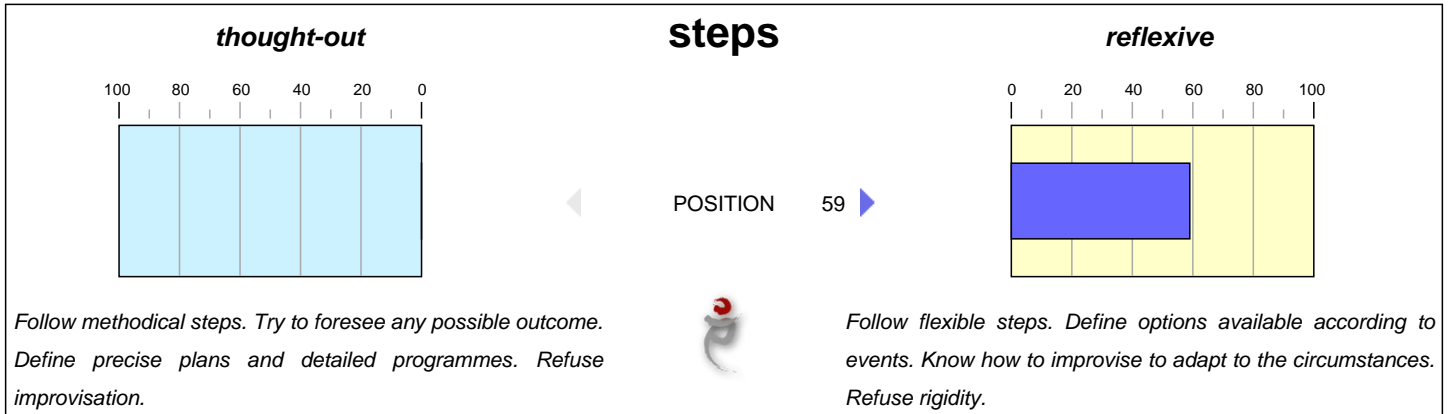 steps
thought-out
reflexive
100 80 60 40 20 0
0 20 40 60 80 100
POSITION 59
Follow methodical steps. Try to foresee any possible outcome.
Define precise plans and detailed programmes. Refuse
improvisation.
Follow flexible steps. Define options available according to
events. Know how to improvise to adapt to the circumstances.
Refuse rigidity.